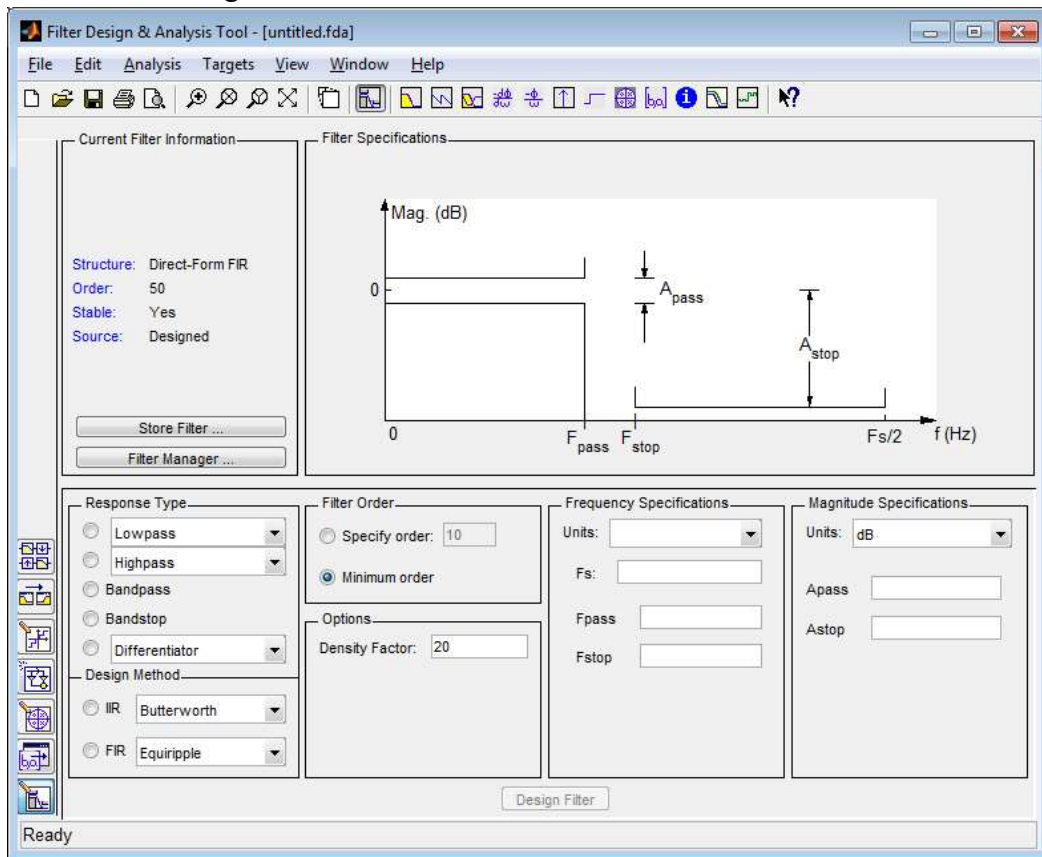 Filter Design & Analysis Tool - [untitled.fda]
File Edit Analysis Targets View Window Help
Current Filter Information
Structure: Direct-Form FIR
Order: 50
Stable: Yes
Source: Designed
Store Filter ...
Filter Manager ...
Filter Specifications
Mag. (dB)
0
A pass
A stop
0
F pass
F stop
Fs/2
f (Hz)
Response Type
Lowpass
Highpass
Bandpass
Bandstop
Differentiator
Design Method
IIR Butterworth
FIR Equiripple
Filter Order
Specify order: 10
Minimum order
Options
Density Factor: 20
Frequency Specifications
Units:
Fs:
Fpass
Fstop
Magnitude Specifications
Units: dB
Apass
Astop
Design Filter
Ready